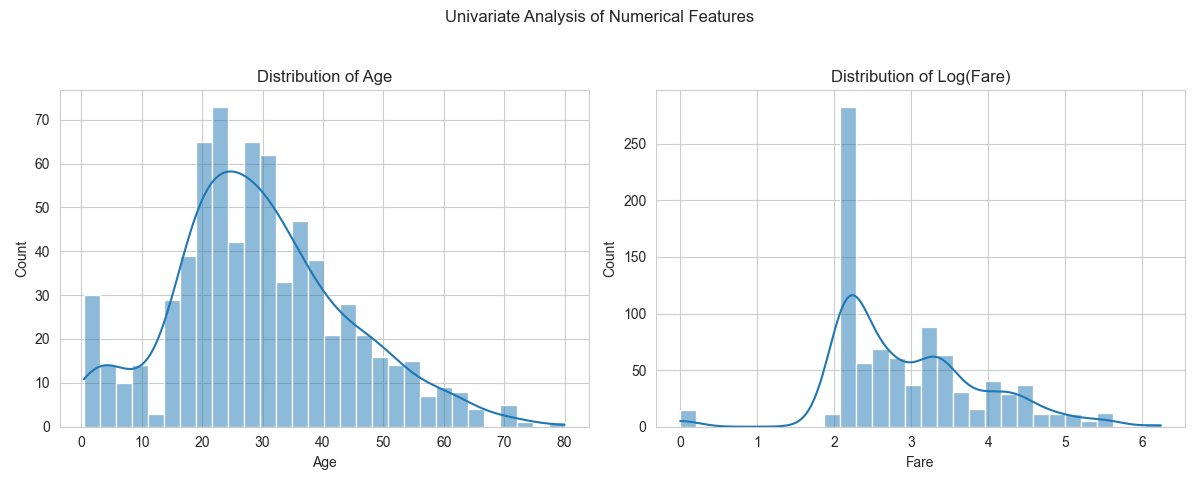 Univariate Analysis of Numerical Features
Distribution of Age
Count
70
60
50
40
30
20
10
0
0 10 20 30 40 50 60 70 80
Age
Distribution of Log(Fare)
Count
250
200
150
100
50
0
0 1 2 3 4 5 6
Fare